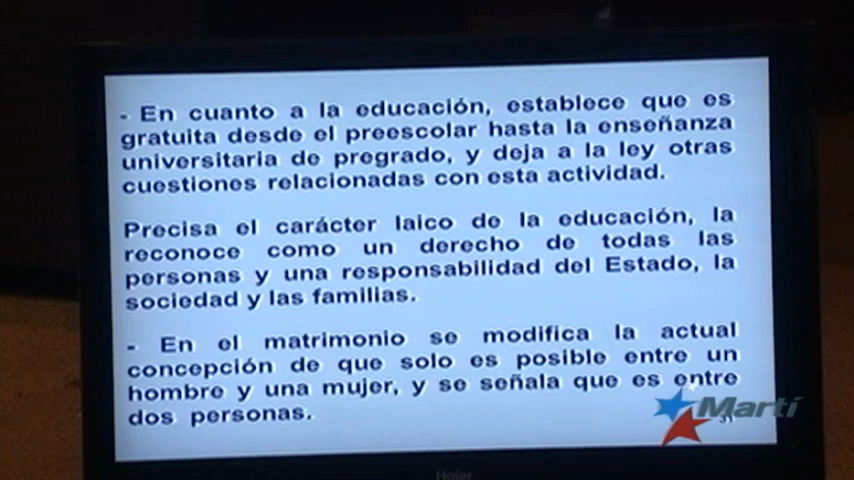 - En cuanto a la educación, establece que es
gratuita desde el preescolar hasta la enseñanza
universitaria de pregrado, y deja a la ley otras
cuestiones relacionadas con esta actividad.
Precisa el carácter laico de la educación, la
reconoce como un derecho de todas las
personas y una responsabilidad del Estado, la
sociedad y las familias.
- En el matrimonio se modifica la actual
concepción de que solo es posible entre un
hombre y una mujer, y se señala que es entre
dos personas.
Martí
31
Haier